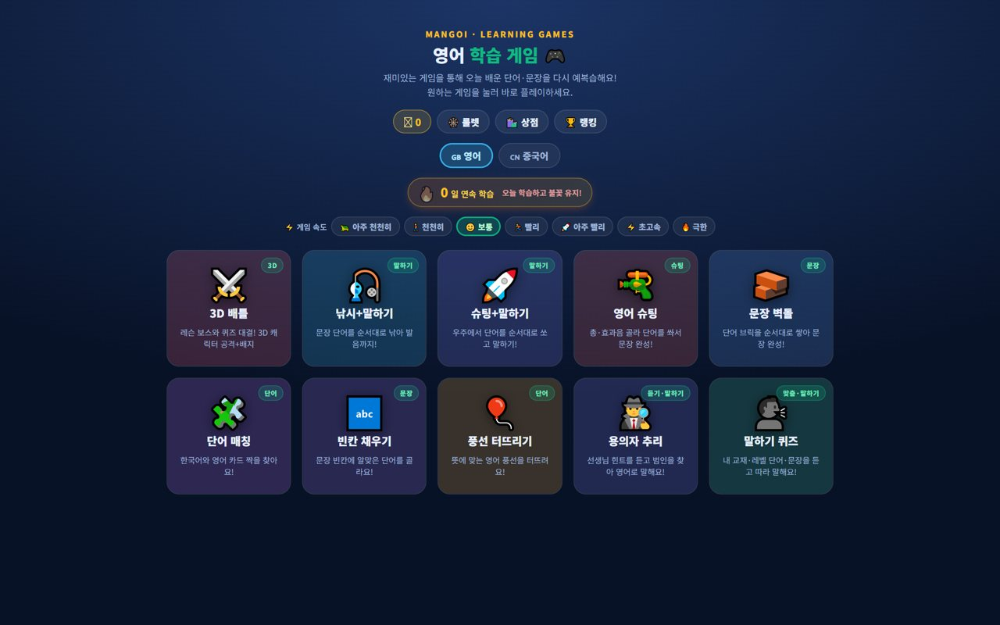 MANGOI · LEARNING GAMES
영어 학습 게임
재미있는 게임을 통해 오늘 배운 단어·문장을 다시 예복습해요!
원하는 게임을 눌러 바로 플레이하세요.
0 룰렛 상점 랭킹
GB 영어 CN 중국어
0 일 연속 학습 오늘 학습하고 불꽃 유지!
게임 속도 아주 천천히 천천히 보통 빨리 아주 빨리 초고속 극한
3D
3D 배틀
레슨 보스와 퀴즈 대결! 3D 캐
릭터 공격+배지
말하기
낚시+말하기
문장 단어를 순서대로 낚아 발
음까지!
말하기
슈팅+말하기
우주에서 단어를 순서대로 쏘
고 말하기!
슈팅
영어 슈팅
총·효과음 골라 단어를 쏴서
문장 완성!
문장
문장 벽돌
단어 브릭을 순서대로 쌓아 문
장 완성!
단어
단어 매칭
한국어와 영어 카드 짝을 찾아
요!
문장
abc
빈칸 채우기
문장 빈칸에 알맞은 단어를 골
라요!
단어
풍선 터뜨리기
뜻에 맞는 영어 풍선을 터뜨려
요!
듣기·말하기
용의자 추리
선생님 힌트를 듣고 범인을 찾
아 영어로 말해요!
맞춤·말하기
말하기 퀴즈
내 교재·레벨 단어·문장을 듣
고 따라 말해요!